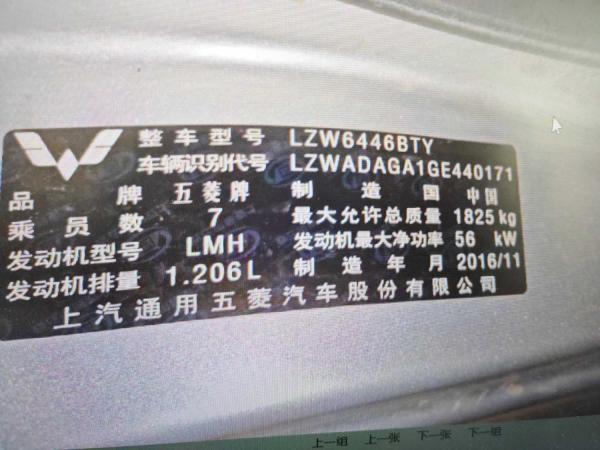 整车型号 LZW6446BTY
车辆识别代号 LZWADAGA1GE440171
品牌 五菱牌 制造国 中国
乘员数 7 最大允许总质量 1825 kg
发动机型号 LMH 发动机最大净功率 56 kW
发动机排量 1.206L 制造年月 2016/11
上汽通用五菱汽车股份有限公司
上一组 上一张 下一张 下一组